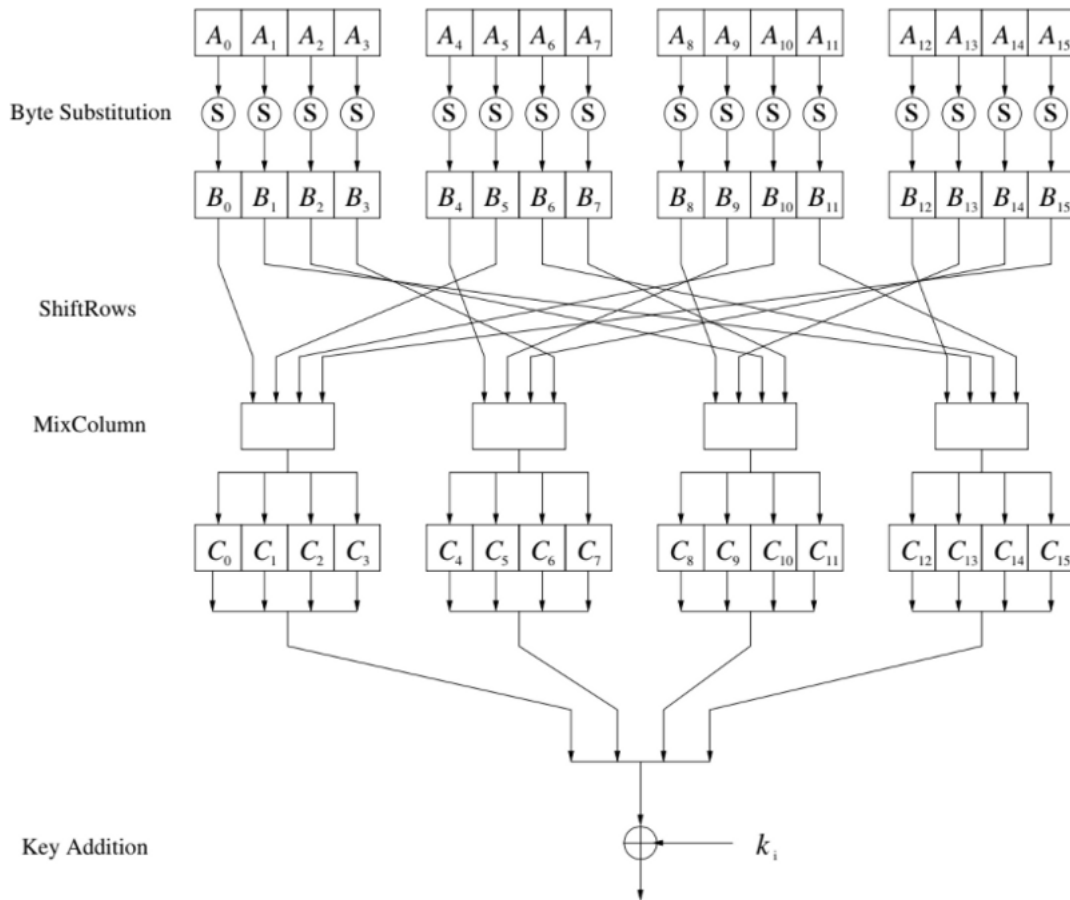 A₀ A₁ A₂ A₃ A₄ A₅ A₆ A₇ A₈ A₉ A₁₀ A₁₁ A₁₂ A₁₃ A₁₄ A₁₅
Byte Substitution S S S S S S S S S S S S S S S S
B₀ B₁ B₂ B₃ B₄ B₅ B₆ B₇ B₈ B₉ B₁₀ B₁₁ B₁₂ B₁₃ B₁₄ B₁₅
ShiftRows
MixColumn
C₀ C₁ C₂ C₃ C₄ C₅ C₆ C₇ C₈ C₉ C₁₀ C₁₁ C₁₂ C₁₃ C₁₄ C₁₅
Key Addition kᵢ